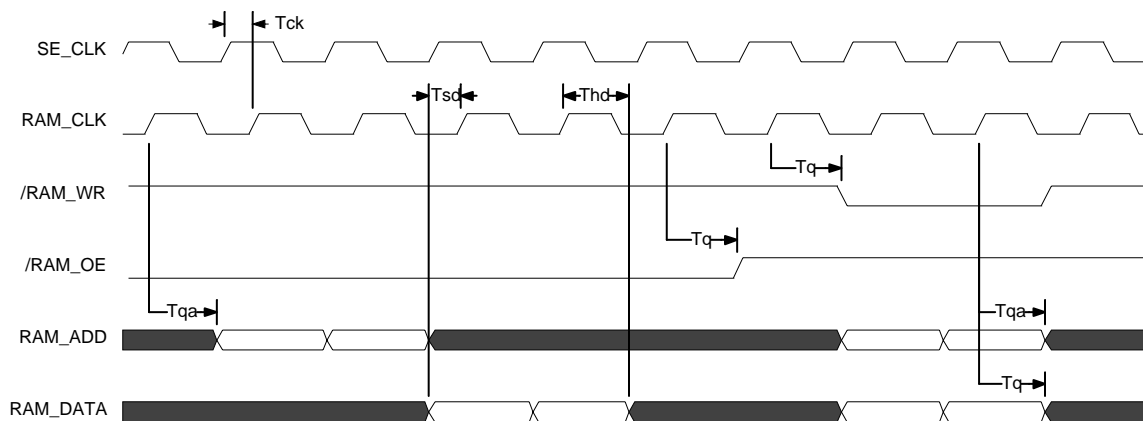 Tck
SE_CLK
Tsd
Thd
RAM_CLK
Tq
/RAM_WR
Tq
/RAM_OE
Tqa
Tqa
RAM_ADD
Tq
RAM_DATA